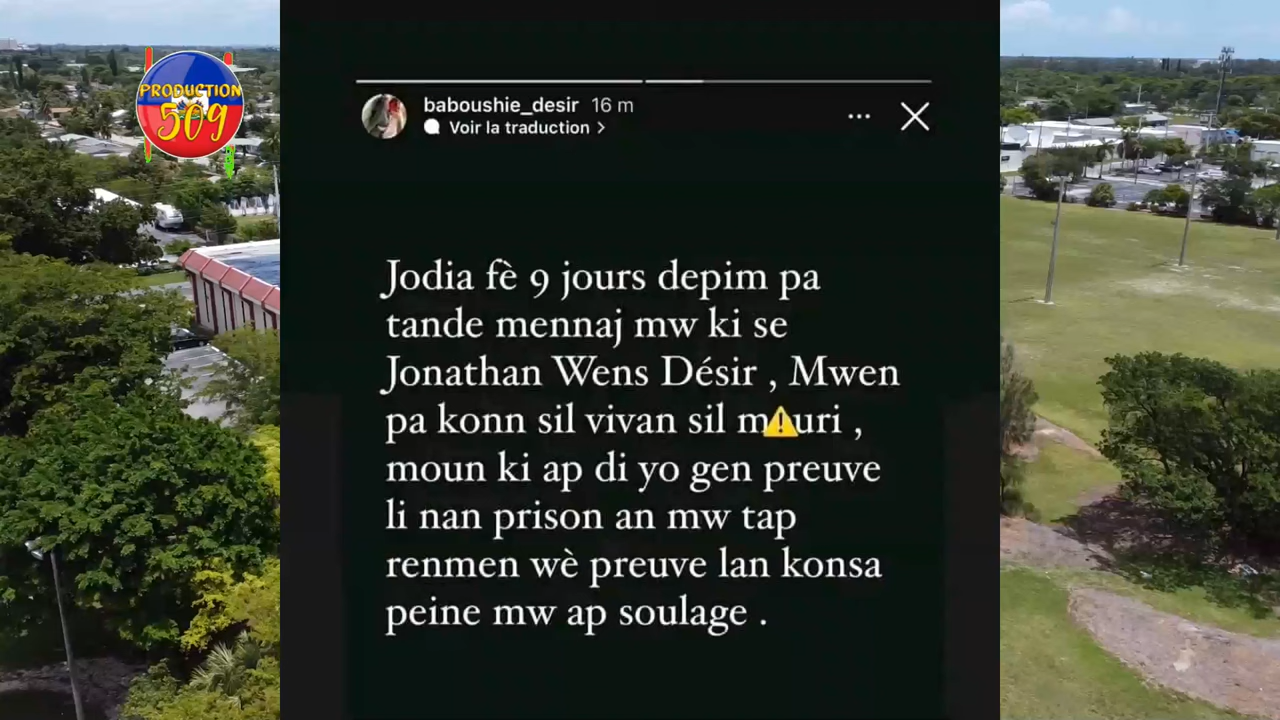 PRODUCTION
509
baboushie_desir 16 m
Voir la traduction >
Jodia fè 9 jours depim pa
tande mennaj mw ki se
Jonathan Wens Désir , Mwen
pa konn sil vivan sil m⚠️uri ,
moun ki ap di yo gen preuve
li nan prison an mw tap
renmen wè preuve lan konsa
peine mw ap soulage .